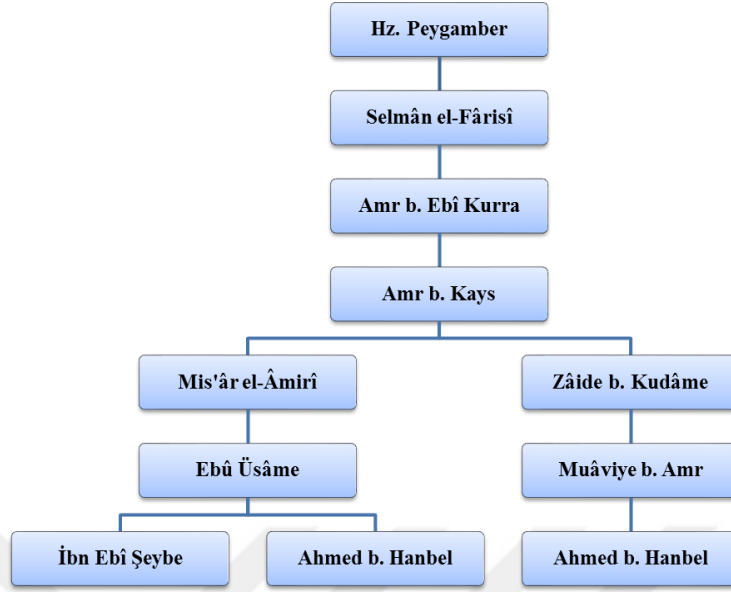 Hz. Peygamber
Selmân el-Fârisî
Amr b. Ebî Kurra
Amr b. Kays
Mis'âr el-Âmirî
Zâide b. Kudâme
Ebû Üsâme
Muâviye b. Amr
İbn Ebî Şeybe
Ahmed b. Hanbel
Ahmed b. Hanbel